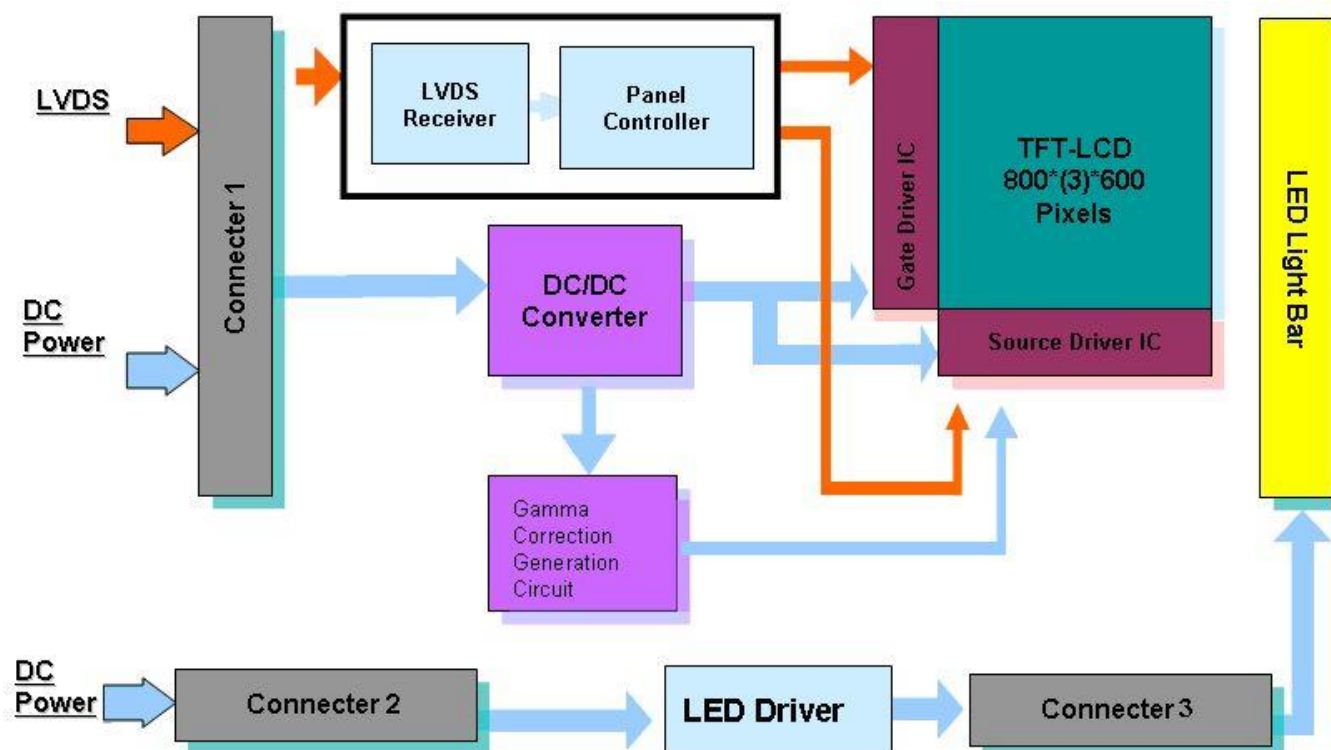 LVDS
DC
Power
Connecter 1
LVDS
Receiver
Panel
Controller
DC/DC
Converter
Gamma
Correction
Generation
Circuit
Gate Driver IC
TFT-LCD
800*(3)*600
Pixels
Source Driver IC
LED Light Bar
DC
Power
Connecter 2
LED Driver
Connecter 3